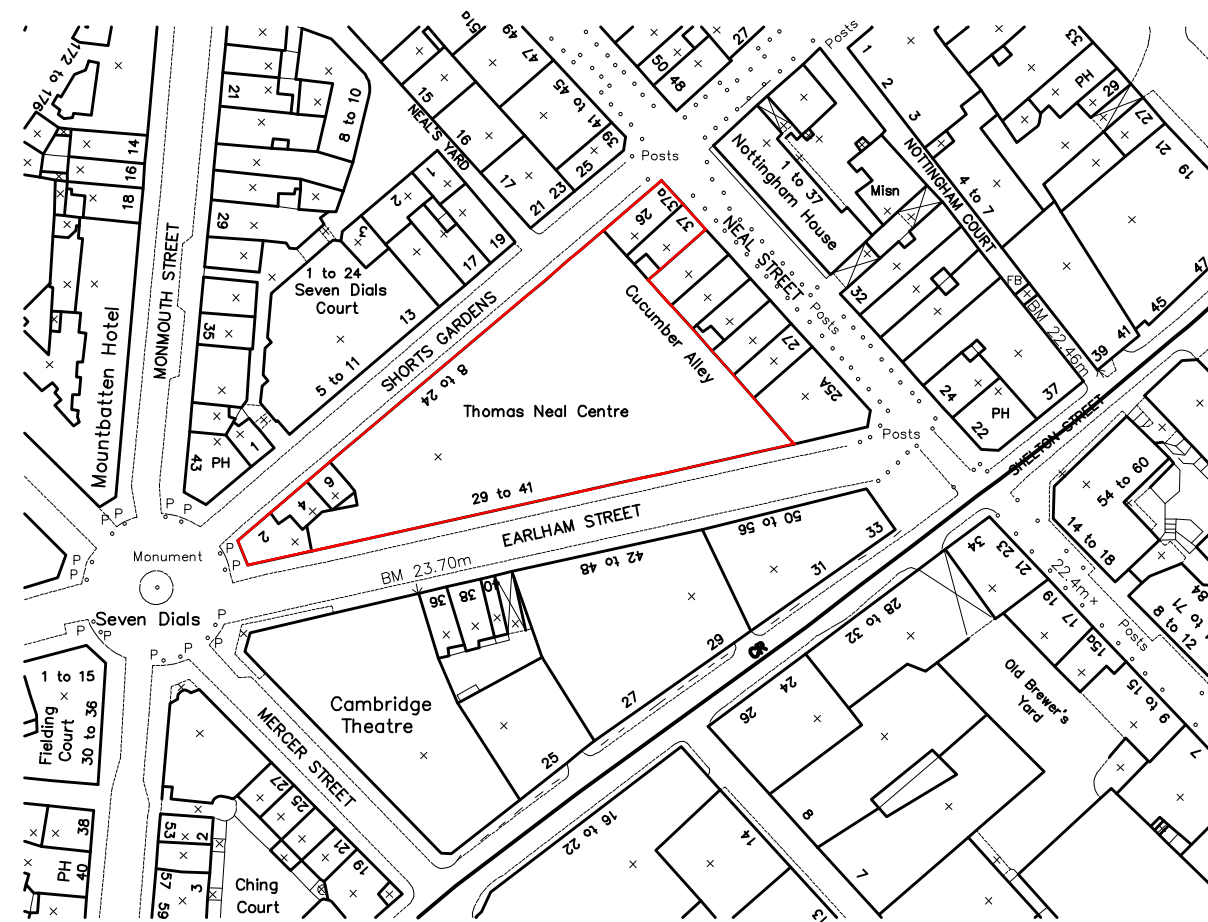 172 to 176
21
8 to 10
14
16
18
29
MONMOUTH STREET
Mountbatten Hotel
35
43
PH
1
1 to 24
Seven Dials
Court
13
5 to 11
SHORTS GARDENS
3
2
1
NEAL'S YARD
15
16
17
19
17
21
23
25
51a
49
47
41 to 45
39
Posts
50
48
27
Posts
37a
37
26
NEAL STREET
Posts
Nottingham House
1 to 37
Misn
1
2
3
NOTTINGHAM COURT
4 to 7
33
PH
29
27
21
19
47
45
41
39
FB
BM 22.46m
32
24
22
PH
37
SHELTON STREET
Cucumber Alley
27
25A
Posts
8 to 24
Thomas Neal Centre
29 to 41
6
4
2
EARLHAM STREET
BM 23.70m
P
P
P
P
P
P
Monument
Seven Dials
P
P
P
P
P
P
P
36
38
40
42 to 48
50 to 56
33
31
29
27
25
CR
Cambridge
Theatre
MERCER STREET
1 to 15
Fielding
Court
30 to 36
38
PH
40
53
2
57
3
59
27
25
21
19
Ching
Court
54 to 60
14 to 18
34
23
21
19
17
15a
22.4m
Posts
84
71 to
8 to 12
9 to 15
7
Old Brewer's
Yard
28 to 32
24
26
8
7
16 to 22
14
13